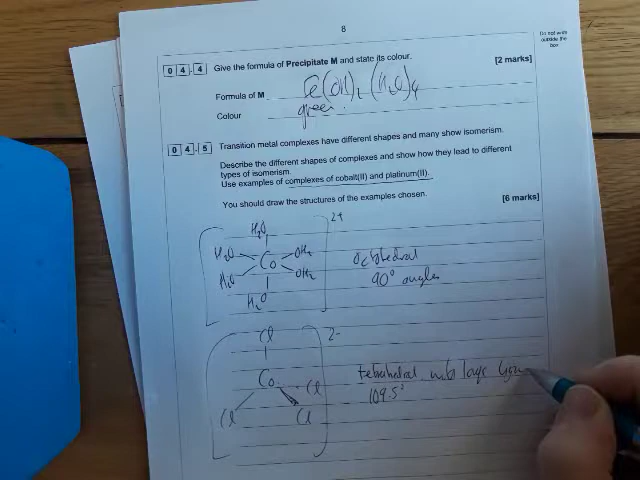 8
Do not write
outside the
box
0 4 . 4 Give the formula of Precipitate M and state its colour.
[2 marks]
Formula of M Fe(OH)2(H2O)4
Colour green.
0 4 . 5 Transition metal complexes have different shapes and many show isomerism.
Describe the different shapes of complexes and show how they lead to different
types of isomerism.
Use examples of complexes of cobalt(II) and platinum(II).
You should draw the structures of the examples chosen.
[6 marks]
2+
H2O
H2O OH2
Co
H2O OH2
H2O
Octahedral
90° angles
2-
Cl
Co
Cl
Cl Cl
tetrahedral with large
109.5°